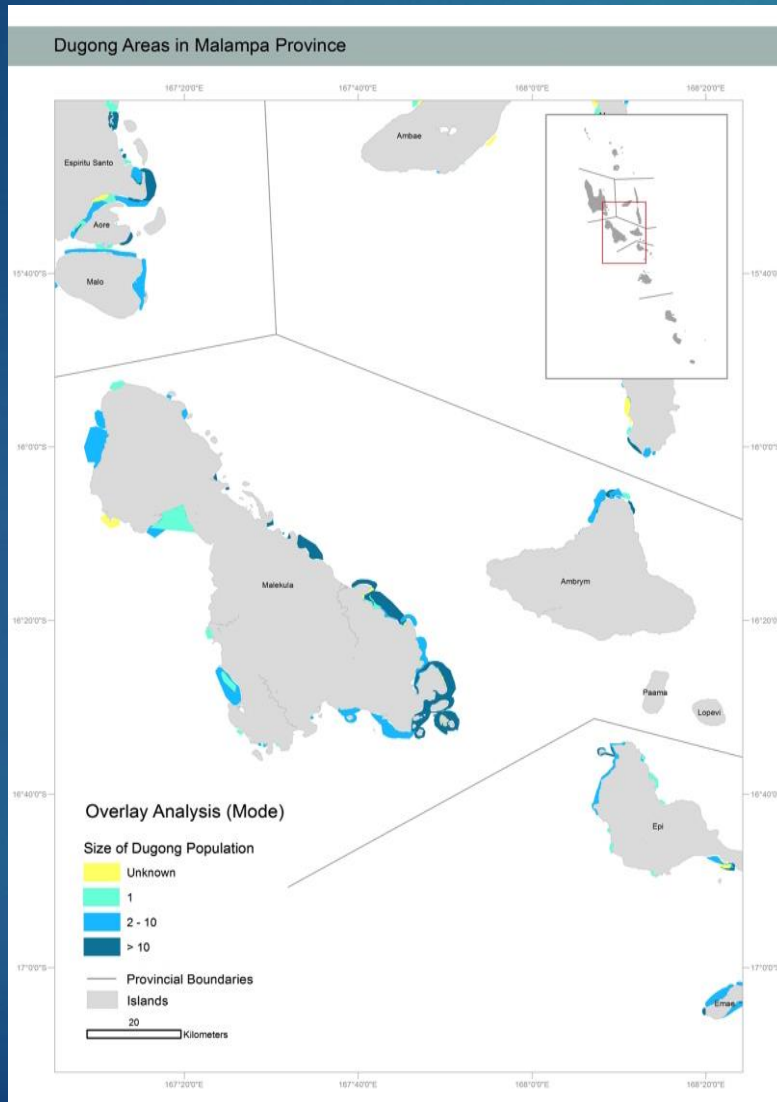 Dugong Areas in Malampa Province
167°20'0"E 167°40'0"E 168°0'0"E 168°20'0"E
Ambae
Espiritu Santo
Aore
15°40'0"S 15°40'0"S
Malo
16°0'0"S 16°0'0"S
Malekula
Ambrym
16°20'0"S 16°20'0"S
Paama
Lopevi
16°40'0"S 16°40'0"S
Epi
Overlay Analysis (Mode)
Size of Dugong Population
Unknown
1
2 - 10
> 10
17°0'0"S 17°0'0"S
Provincial Boundaries
Islands
Emae
20
Kilometers
167°20'0"E 167°40'0"E 168°0'0"E 168°20'0"E